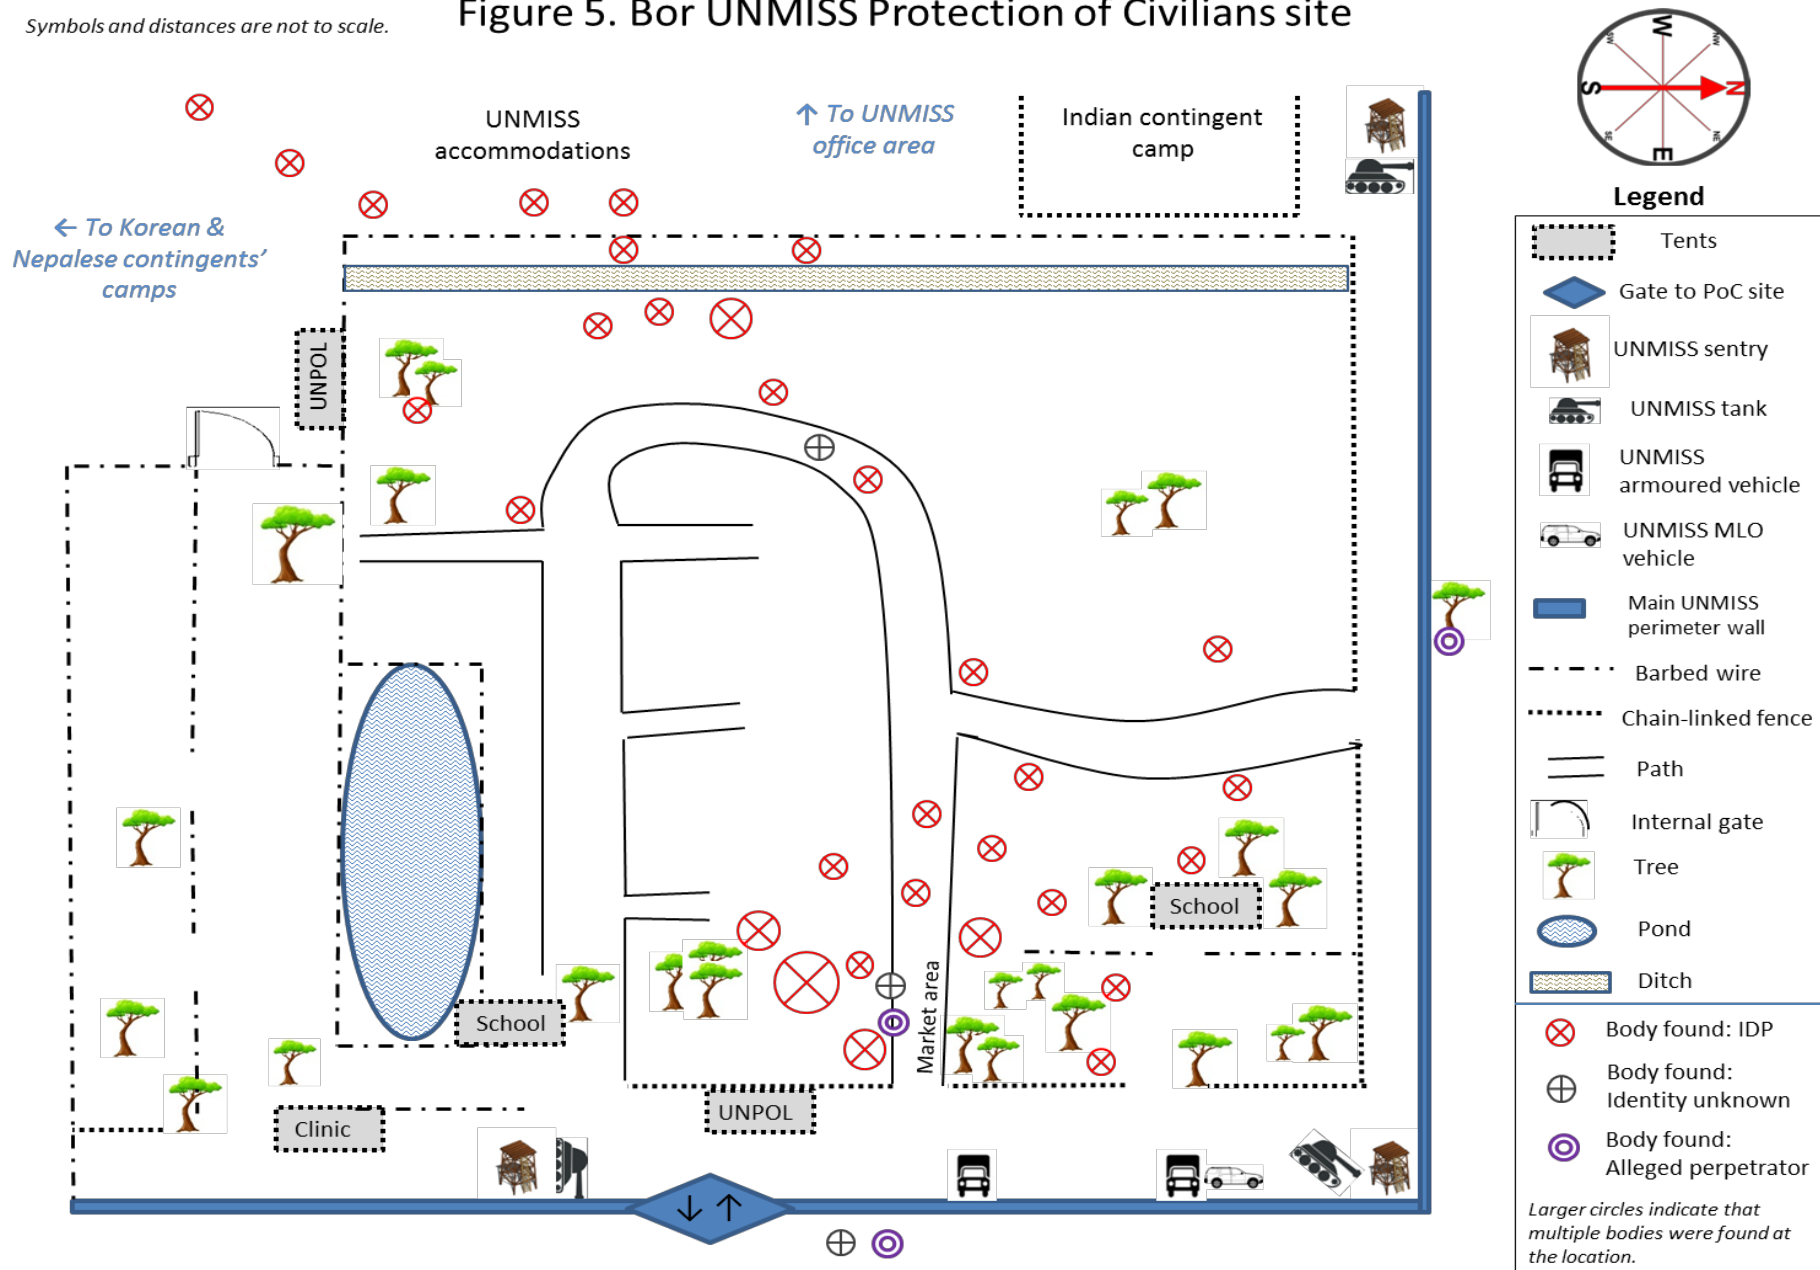 Figure 5. Bor UNMISS Protection of Civilians site
Symbols and distances are not to scale.
W
SW
NW
S
N
SE
NE
E
UNMISS
accommodations
↑ To UNMISS
office area
Indian contingent
camp
← To Korean &
Nepalese contingents’
camps
UNPOL
School
School
Market area
UNPOL
Clinic
↓ ↑
Legend
Tents
Gate to PoC site
UNMISS sentry
UNMISS tank
UNMISS
armoured vehicle
UNMISS MLO
vehicle
Main UNMISS
perimeter wall
Barbed wire
Chain-linked fence
Path
Internal gate
Tree
Pond
Ditch
Body found: IDP
Body found:
Identity unknown
Body found:
Alleged perpetrator
Larger circles indicate that
multiple bodies were found at
the location.